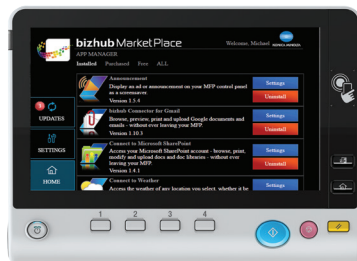 bizhub MarketPlace
Welcome, Michael
KONICA MINOLTA
APP MANAGER
Installed Purchased Free ALL
Announcement
Display an ad or announcement on your MFP control panel
as a screensaver.
Version 1.5.4
Settings
Uninstall
bizhub Connector for Gmail
Browse, preview, print and upload Google documents and
emails - without ever leaving your MFP.
Version 1.10.3
Settings
Uninstall
Connect to Microsoft SharePoint
Access your Microsoft SharePoint account - browse, print,
modify and upload docs and doc libraries - without ever
leaving your MFP.
Version 1.4.1
Settings
Uninstall
Connect to Weather
Access the weather of any location you select, whether it be
Settings
1
UPDATES
SETTINGS
HOME
1 2 3 4